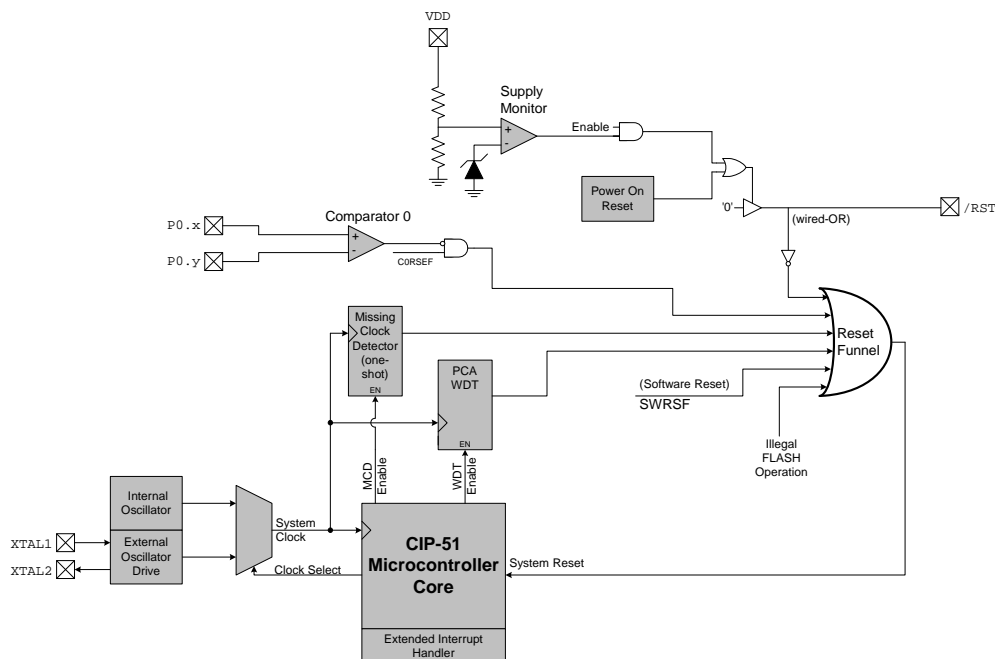 VDD
Supply
Monitor
+
-
Enable
Power On
Reset
'0'
/RST
(wired-OR)
Comparator 0
P0.x
P0.y
+
-
C0RSEF
Missing
Clock
Detector
(one-
shot)
EN
PCA
WDT
EN
Reset
Funnel
(Software Reset)
SWRSF
Illegal
FLASH
Operation
MCD
Enable
WDT
Enable
Internal
Oscillator
System
Clock
XTAL1
XTAL2
External
Oscillator
Drive
Clock Select
CIP-51
Microcontroller
Core
System Reset
Extended Interrupt
Handler